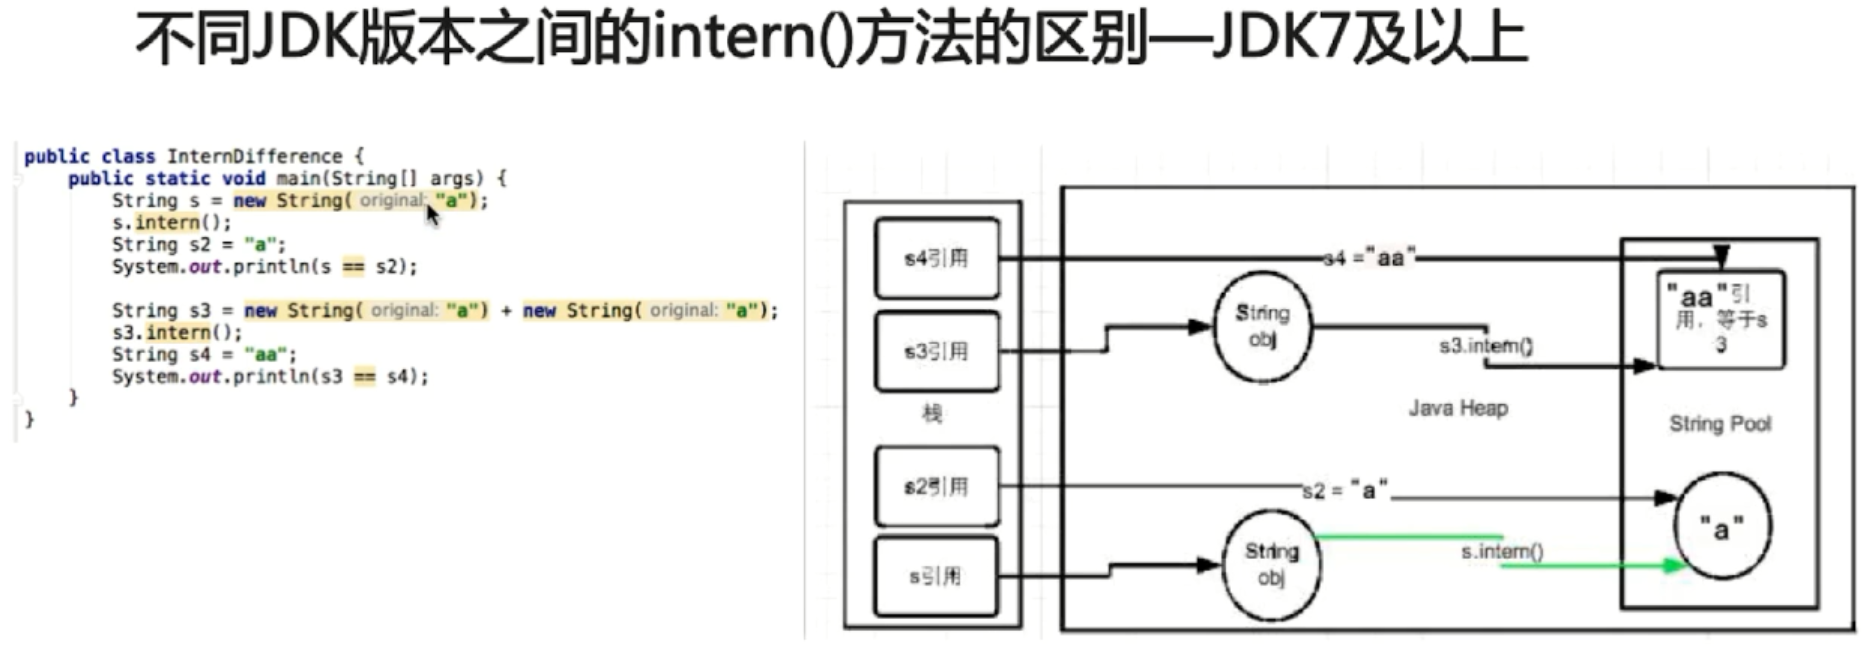 不同JDK版本之间的intern()方法的区别—JDK7及以上
public class InternDifference {
public static void main(String[] args) {
String s = new String( original: "a");
s.intern();
String s2 = "a";
System.out.println(s == s2);
String s3 = new String( original: "a") + new String( original: "a");
s3.intern();
String s4 = "aa";
System.out.println(s3 == s4);
}
}
s4引用
s4 ="aa"
"aa"引
用，等于s
3
String
obj
s3引用
s3.intern()
栈
Java Heap
String Pool
s2引用
s2 = "a"
"a"
String
obj
s.intern()
s引用